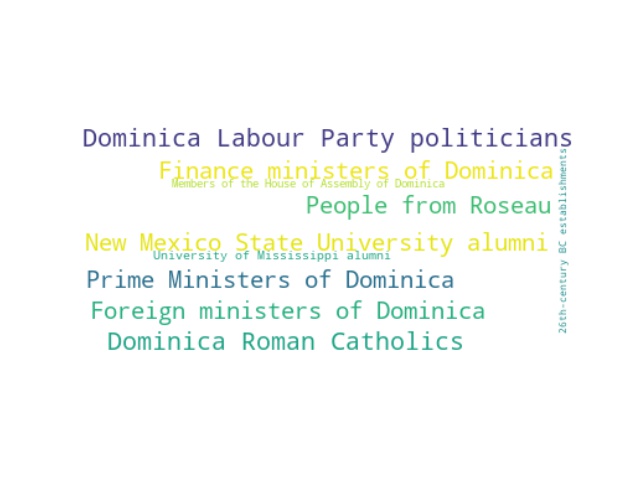 Dominica Labour Party politicians
Finance ministers of Dominica
Members of the House of Assembly of Dominica
People from Roseau
New Mexico State University alumni
University of Mississippi alumni
Prime Ministers of Dominica
Foreign ministers of Dominica
Dominica Roman Catholics
26th-century BC establishments